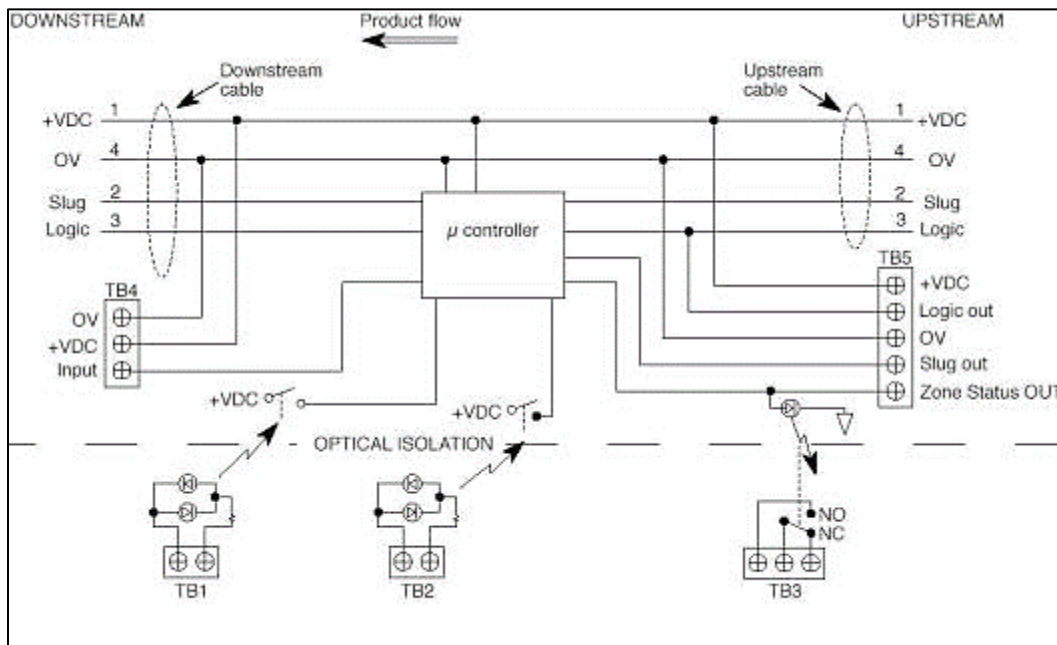 DOWNSTREAM
Product flow
UPSTREAM
Downstream
cable
Upstream
cable
+VDC 1
1 +VDC
OV 4
4 OV
Slug 2
2 Slug
Logic 3
3 Logic
µ controller
TB4
OV
+VDC
Input
TB5
+VDC
Logic out
OV
Slug out
Zone Status OUT
+VDC
+VDC
OPTICAL ISOLATION
NO
NC
TB1
TB2
TB3